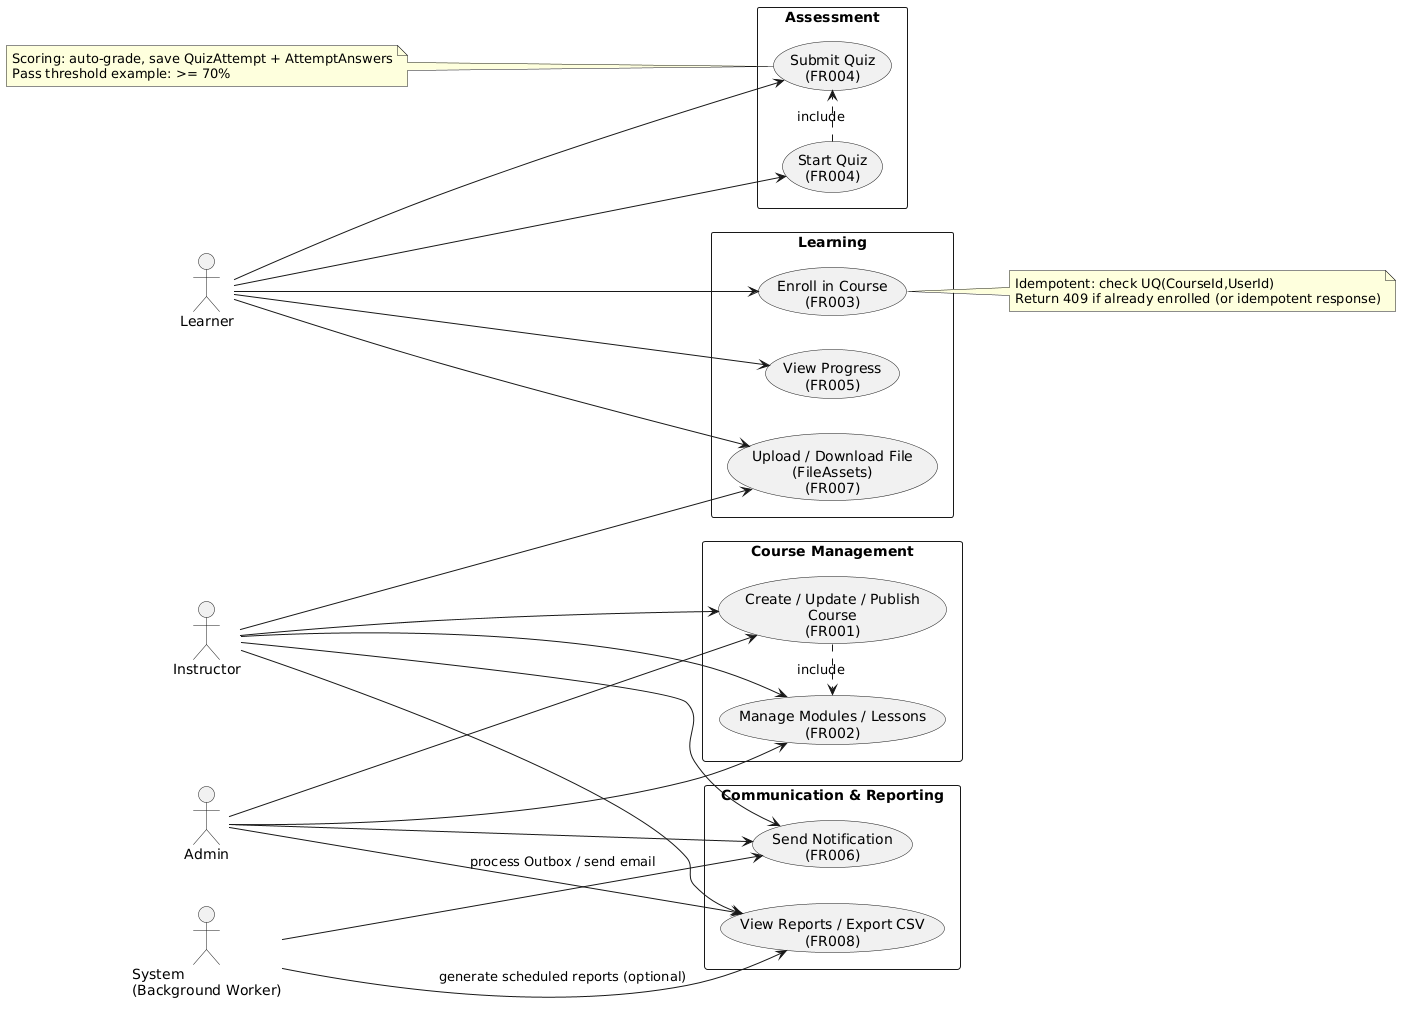 Assessment
Scoring: auto-grade, save QuizAttempt + AttemptAnswers
Pass threshold example: >= 70%
Submit Quiz
(FR004)
include
Start Quiz
(FR004)
Learner
Learning
Enroll in Course
(FR003)
Idempotent: check UQ(CourseId,UserId)
Return 409 if already enrolled (or idempotent response)
View Progress
(FR005)
Upload / Download File
(FileAssets)
(FR007)
Instructor
Course Management
Create / Update / Publish
Course
(FR001)
include
Manage Modules / Lessons
(FR002)
Admin
Communication & Reporting
Send Notification
(FR006)
process Outbox / send email
View Reports / Export CSV
(FR008)
System
(Background Worker)
generate scheduled reports (optional)